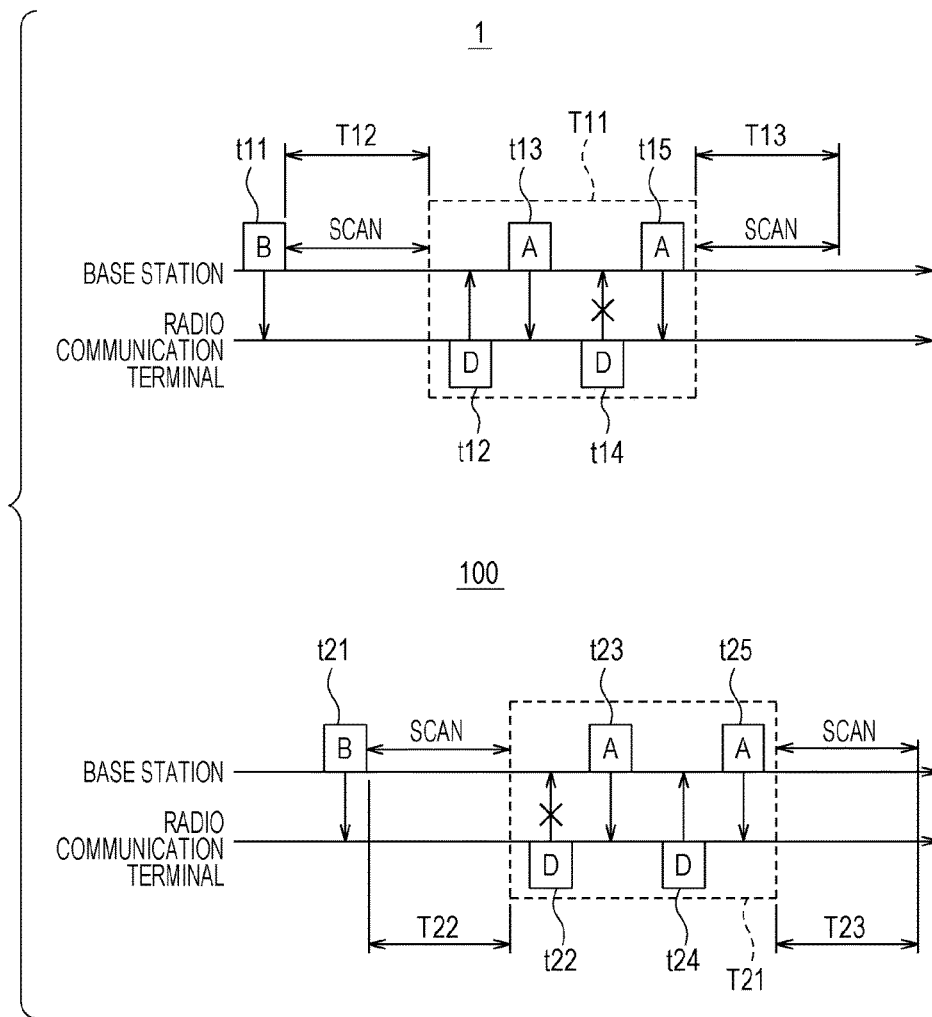 1
T11
t11 T12 t13 t15 T13
B SCAN A A SCAN
BASE STATION
RADIO
COMMUNICATION
TERMINAL
D D
t12 t14
100
t21 t23 t25
B SCAN A A SCAN
BASE STATION
RADIO
COMMUNICATION
TERMINAL
D D
T22 t22 t24 T21 T23